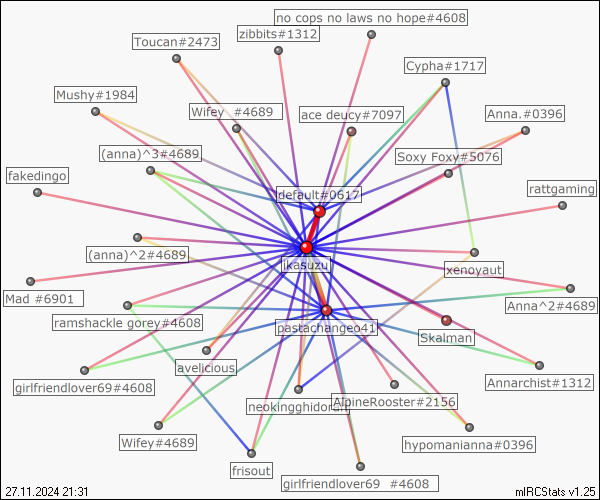 no cops no laws no hope#4608
zibbits#1312
Toucan#2473
Cypha#1717
Mushy#1984
Wifey  #4689
ace deucy#7097
Anna.#0396
(anna)^3#4689
Soxy Foxy#5076
fakedingo
default#0617
rattgaming
(anna)^2#4689
jkasuzu
xenoyaut
Mad #6901
Anna^2#4689
ramshackle gorey#4608
pastachangeo41
Skalman
avelicious
girlfriendlover69#4608
Annarchist#1312
neokingghidorah
AlpineRooster#2156
Wifey#4689
hypomanianna#0396
frisout
girlfriendlover69  #4608
27.11.2024 21:31
mIRCStats v1.25